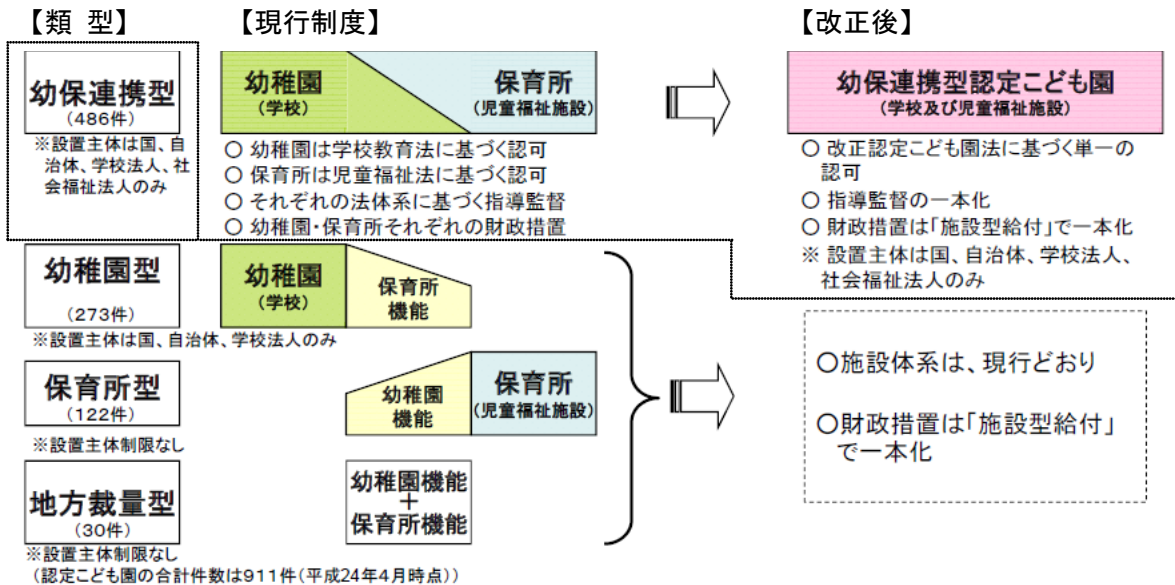 【類 型】
【現行制度】
【改正後】
幼保連携型
(486件)
※設置主体は国、自
治体、学校法人、社
会福祉法人のみ
幼稚園
(学校)
保育所
(児童福祉施設)
○ 幼稚園は学校教育法に基づく認可
○ 保育所は児童福祉法に基づく認可
○ それぞれの法体系に基づく指導監督
○ 幼稚園・保育所それぞれの財政措置
幼保連携型認定こども園
(学校及び児童福祉施設)
○ 改正認定こども園法に基づく単一の
認可
○ 指導監督の一本化
○ 財政措置は「施設型給付」で一本化
※ 設置主体は国、自治体、学校法人、
社会福祉法人のみ
幼稚園型
(273件)
※設置主体は国、自治体、学校法人のみ
幼稚園
(学校)
保育所
機能
保育所型
(122件)
※設置主体制限なし
幼稚園
機能
保育所
(児童福祉施設)
地方裁量型
(30件)
※設置主体制限なし
幼稚園機能
+
保育所機能
○施設体系は、現行どおり
○財政措置は「施設型給付」
で一本化
(認定こども園の合計件数は911件(平成24年4月時点))